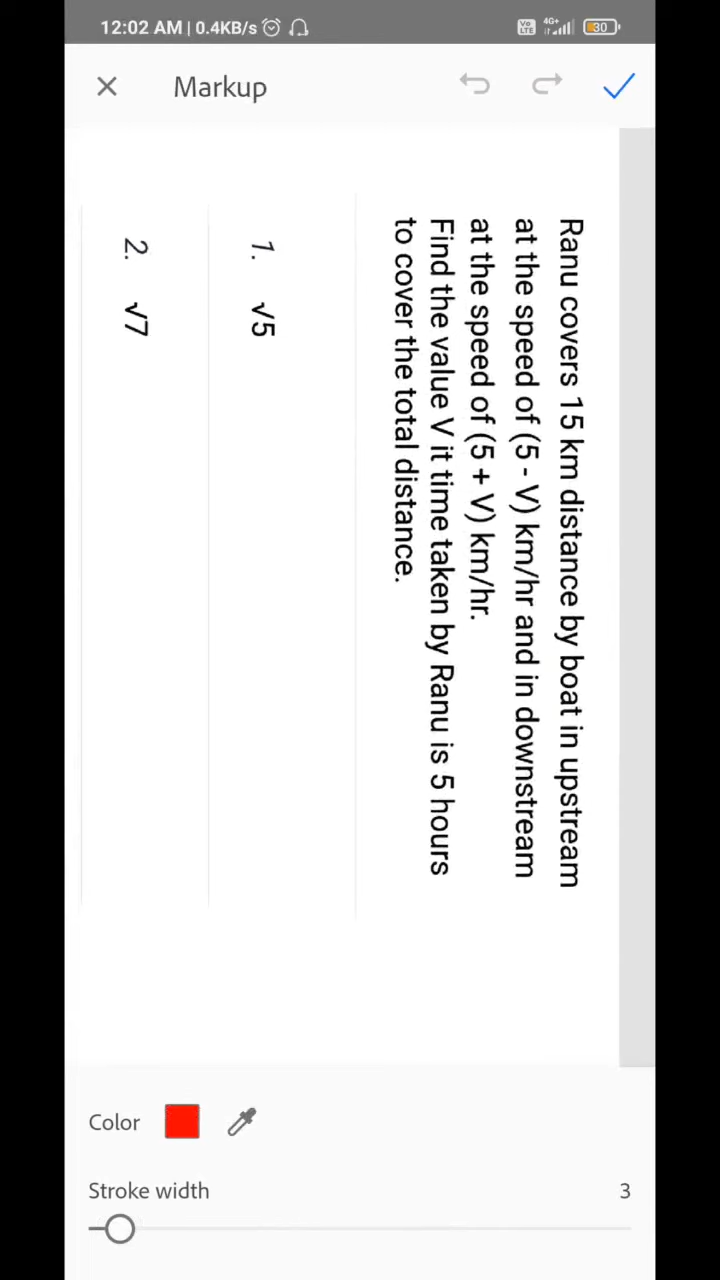 12:02 AM | 0.4KB/s
Vo LTE 4G+ 30
Markup
Ranu covers 15 km distance by boat in upstream
at the speed of (5 - V) km/hr and in downstream
at the speed of (5 + V) km/hr.
Find the value V it time taken by Ranu is 5 hours
to cover the total distance.
1. √5
2. √7
Color
Stroke width 3